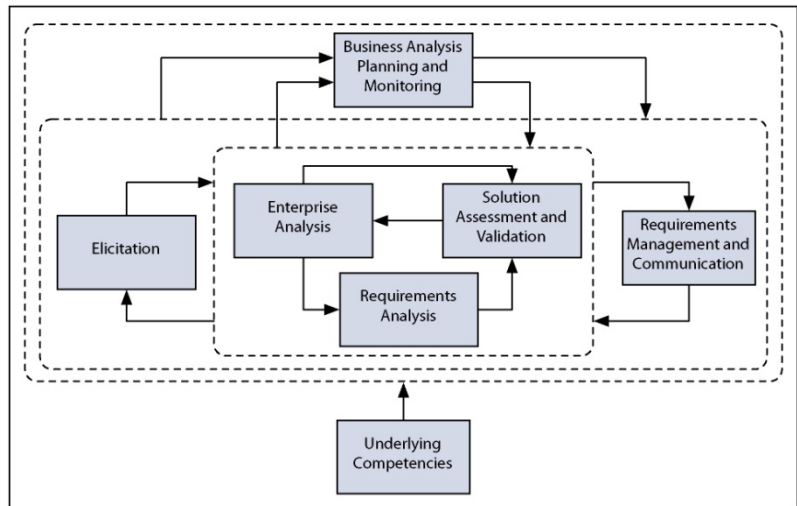 Business Analysis
Planning and
Monitoring
Enterprise
Analysis
Solution
Assessment and
Validation
Elicitation
Requirements
Management and
Communication
Requirements
Analysis
Underlying
Competencies